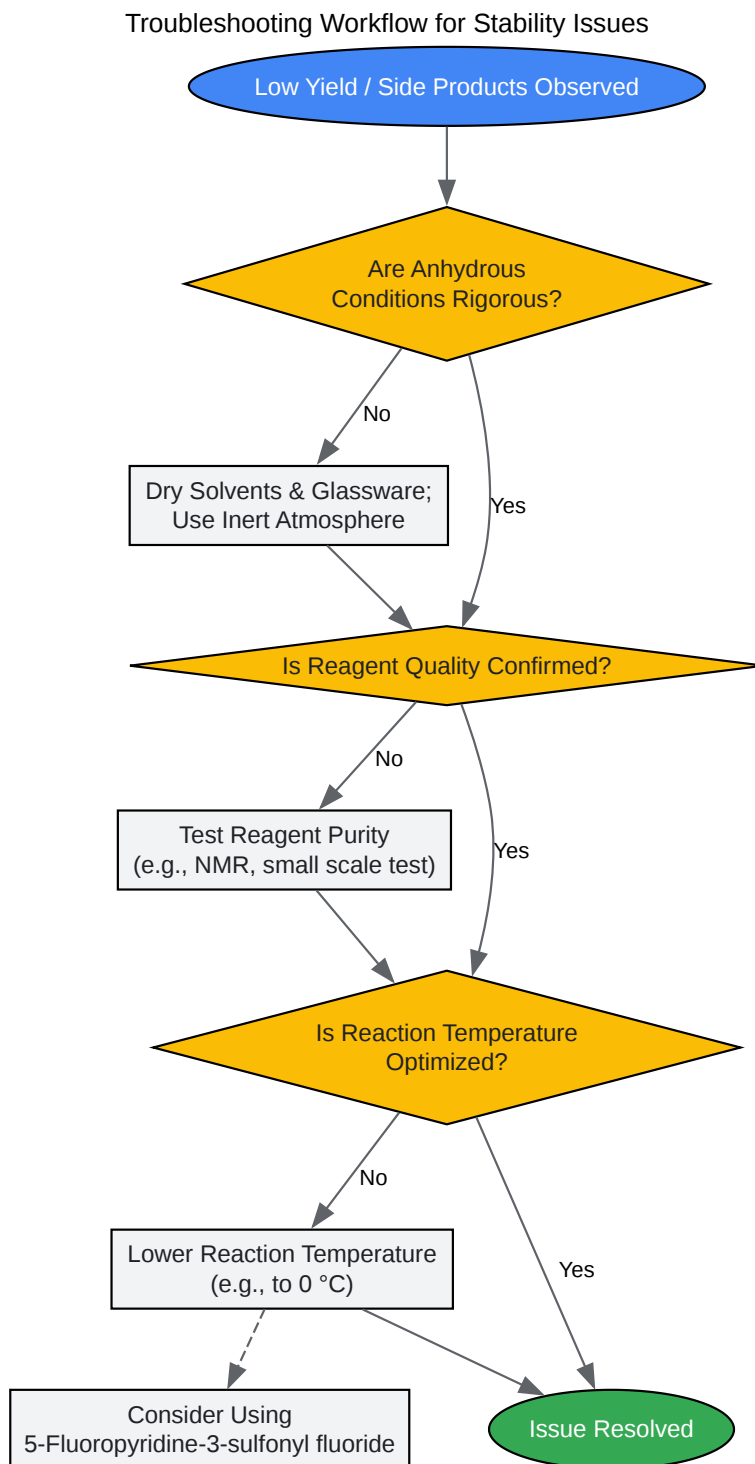 Troubleshooting Workflow for Stability Issues
Low Yield / Side Products Observed
Are Anhydrous
Conditions Rigorous?
No
Dry Solvents & Glassware;
Use Inert Atmosphere
Yes
Is Reagent Quality Confirmed?
No
Test Reagent Purity
(e.g., NMR, small scale test)
Yes
Is Reaction Temperature
Optimized?
No
Lower Reaction Temperature
(e.g., to 0 °C)
Yes
Consider Using
5-Fluoropyridine-3-sulfonyl fluoride
Issue Resolved